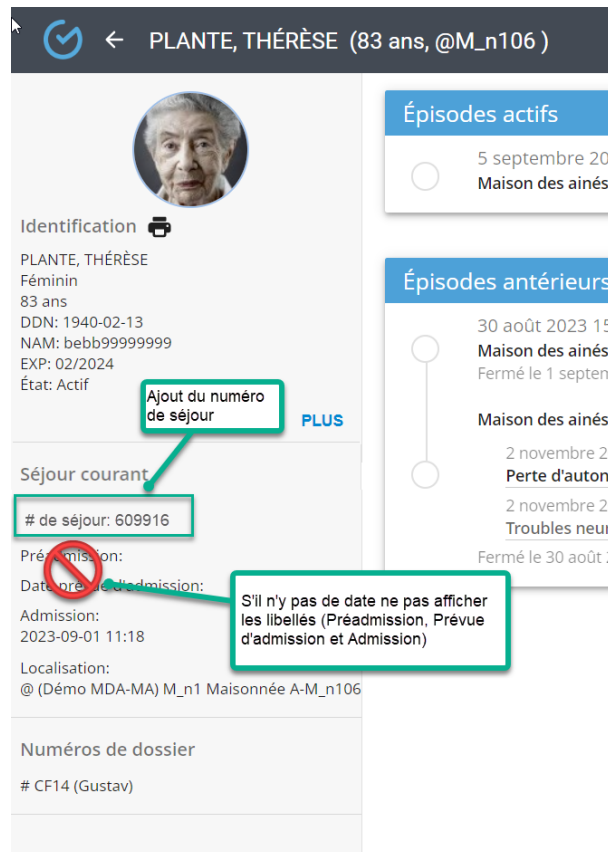 PLANTE, THÉRÈSE (83 ans, @M_n106 )
Identification
PLANTE, THÉRÈSE
Féminin
83 ans
DDN: 1940-02-13
NAM: bebb99999999
EXP: 02/2024
État: Actif
Ajout du numéro
de séjour
PLUS
Séjour courant
# de séjour: 609916
Préadmission:
Date prévue d'admission:
S'il n'y pas de date ne pas afficher
les libellés (Préadmission, Prévue
d'admission et Admission)
Admission:
2023-09-01 11:18
Localisation:
@ (Démo MDA-MA) M_n1 Maisonnée A-M_n106
Numéros de dossier
# CF14 (Gustav)
Épisodes actifs
5 septembre 20
Maison des ainés
Épisodes antérieurs
30 août 2023 15
Maison des ainés
Fermé le 1 septem
Maison des ainés
2 novembre 2
Perte d'auton
2 novembre 2
Troubles neur
Fermé le 30 août 2